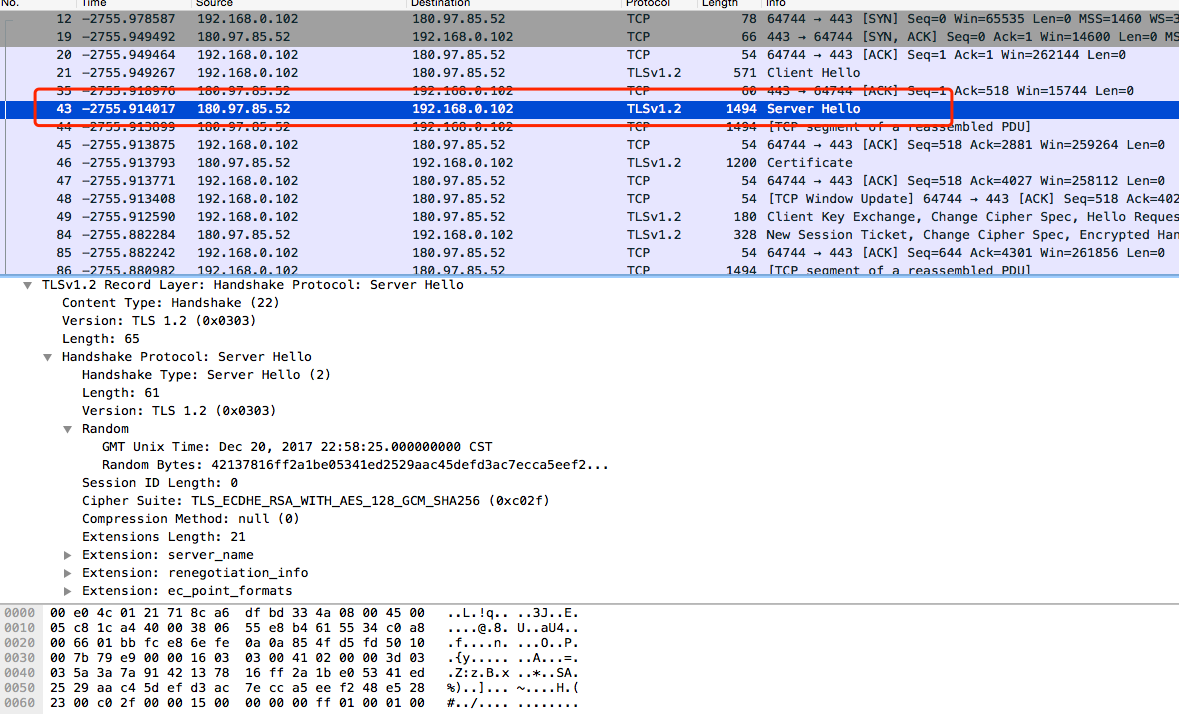 No. Time Source Destination Protocol Length Info
12 −2755.978587 192.168.0.102 180.97.85.52 TCP 78 64744 → 443 [SYN] Seq=0 Win=65535 Len=0 MSS=1460 WS=3
19 −2755.949492 180.97.85.52 192.168.0.102 TCP 66 443 → 64744 [SYN, ACK] Seq=0 Ack=1 Win=14600 Len=0 MS
20 −2755.949464 192.168.0.102 180.97.85.52 TCP 54 64744 → 443 [ACK] Seq=1 Ack=1 Win=262144 Len=0
21 −2755.949267 192.168.0.102 180.97.85.52 TLSv1.2 571 Client Hello
35 −2755.918976 180.97.85.52 192.168.0.102 TCP 60 443 → 64744 [ACK] Seq=1 Ack=518 Win=15744 Len=0
43 −2755.914017 180.97.85.52 192.168.0.102 TLSv1.2 1494 Server Hello
44 −2755.913899 180.97.85.52 192.168.0.102 TCP 1494 [TCP segment of a reassembled PDU]
45 −2755.913875 192.168.0.102 180.97.85.52 TCP 54 64744 → 443 [ACK] Seq=518 Ack=2881 Win=259264 Len=0
46 −2755.913793 180.97.85.52 192.168.0.102 TLSv1.2 1200 Certificate
47 −2755.913771 192.168.0.102 180.97.85.52 TCP 54 64744 → 443 [ACK] Seq=518 Ack=4027 Win=258112 Len=0
48 −2755.913408 192.168.0.102 180.97.85.52 TCP 54 [TCP Window Update] 64744 → 443 [ACK] Seq=518 Ack=402
49 −2755.912590 192.168.0.102 180.97.85.52 TLSv1.2 180 Client Key Exchange, Change Cipher Spec, Hello Reques
84 −2755.882284 180.97.85.52 192.168.0.102 TLSv1.2 328 New Session Ticket, Change Cipher Spec, Encrypted Han
85 −2755.882242 192.168.0.102 180.97.85.52 TCP 54 64744 → 443 [ACK] Seq=644 Ack=4301 Win=261856 Len=0
86 −2755.880982 192.168.0.102 180.97.85.52 TCP 1494 [TCP segment of a reassembled PDU]
TLSv1.2 Record Layer: Handshake Protocol: Server Hello
Content Type: Handshake (22)
Version: TLS 1.2 (0x0303)
Length: 65
Handshake Protocol: Server Hello
Handshake Type: Server Hello (2)
Length: 61
Version: TLS 1.2 (0x0303)
Random
GMT Unix Time: Dec 20, 2017 22:58:25.000000000 CST
Random Bytes: 42137816ff2a1be05341ed2529aac45defd3ac7ecca5eef2...
Session ID Length: 0
Cipher Suite: TLS_ECDHE_RSA_WITH_AES_128_GCM_SHA256 (0xc02f)
Compression Method: null (0)
Extensions Length: 21
Extension: server_name
Extension: renegotiation_info
Extension: ec_point_formats
0000 00 e0 4c 01 21 71 8c a6 df bd 33 4a 08 00 45 00 ..L.!q.. ..3J..E.
0010 05 c8 1c a4 40 00 38 06 55 e8 b4 61 55 34 c0 a8 ....@.8. U..aU4..
0020 00 66 01 bb fc e8 6e fe 0a 0a 85 4f d5 fd 50 10 .f....n. ...O..P.
0030 00 7b 79 e9 00 00 16 03 03 00 41 02 00 00 3d 03 .{y..... ..A...=.
0040 03 5a 3a 7a 91 42 13 78 16 ff 2a 1b e0 53 41 ed .Z:z.B.x ..*..SA.
0050 25 29 aa c4 5d ef d3 ac 7e cc a5 ee f2 48 e5 28 %)..]... ~....H.(
0060 23 00 c0 2f 00 00 15 00 00 00 00 ff 01 00 01 00 #../.... ........